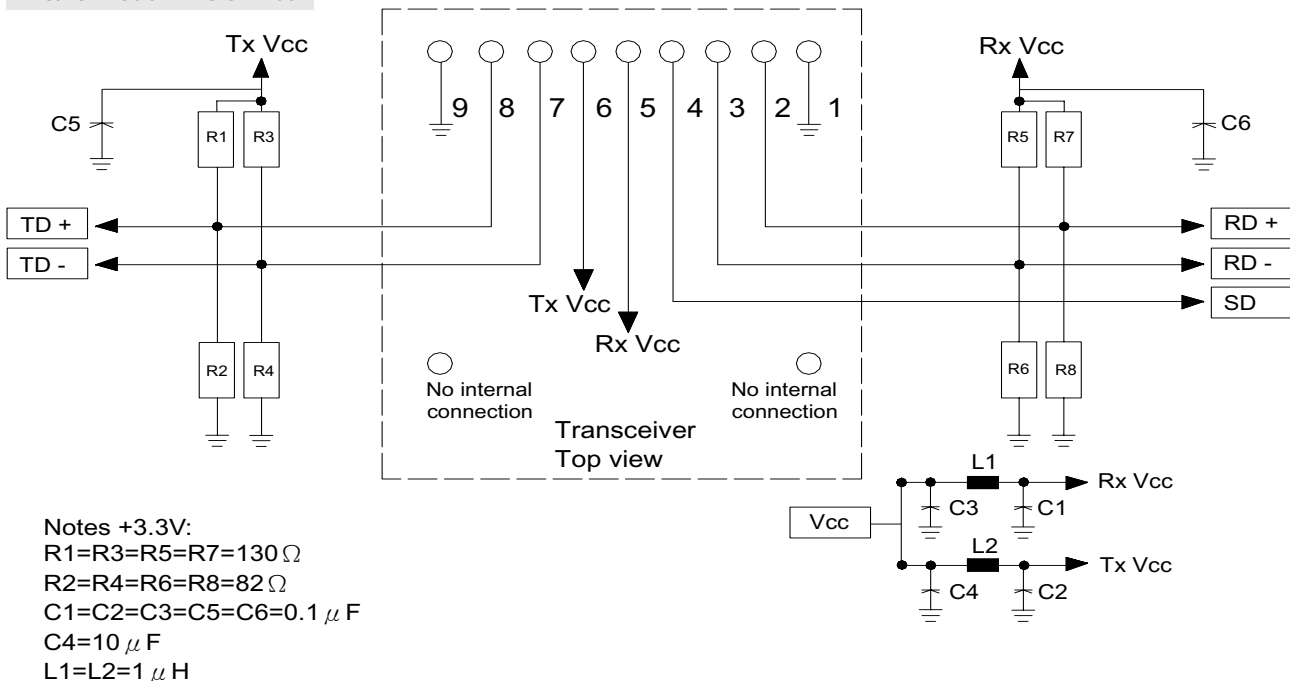 Tx Vcc
Rx Vcc
9 8 7 6 5 4 3 2 1
C5
R1
R3
R5
R7
C6
TD +
RD +
TD -
RD -
SD
Tx Vcc
Rx Vcc
R2
R4
R6
R8
No internal
connection
No internal
connection
Transceiver
Top view
L1
Rx Vcc
C3
C1
Vcc
L2
Tx Vcc
C4
C2
Notes +3.3V:
R1=R3=R5=R7=130Ω
R2=R4=R6=R8=82Ω
C1=C2=C3=C5=C6=0.1 μ F
C4=10 μ F
L1=L2=1 μ H